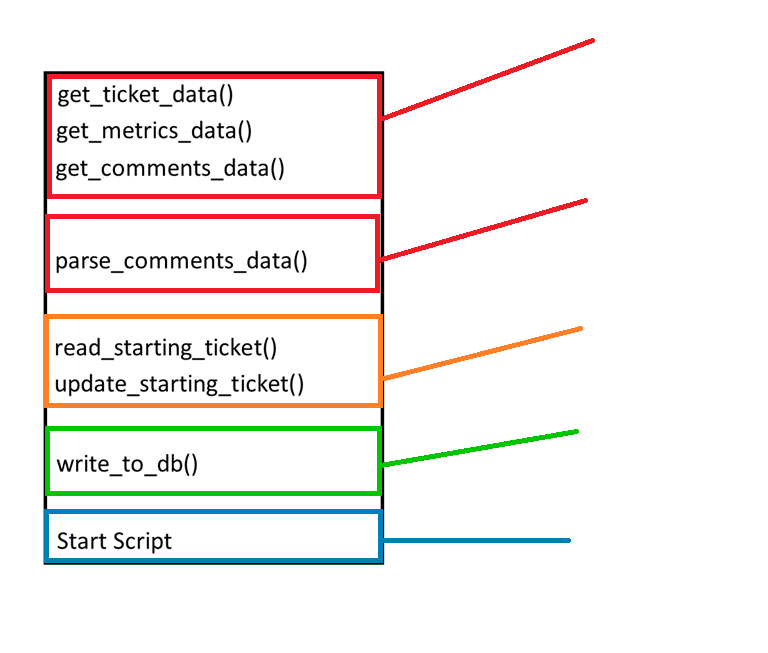 get_ticket_data()
get_metrics_data()
get_comments_data()
parse_comments_data()
read_starting_ticket()
update_starting_ticket()
write_to_db()
Start Script